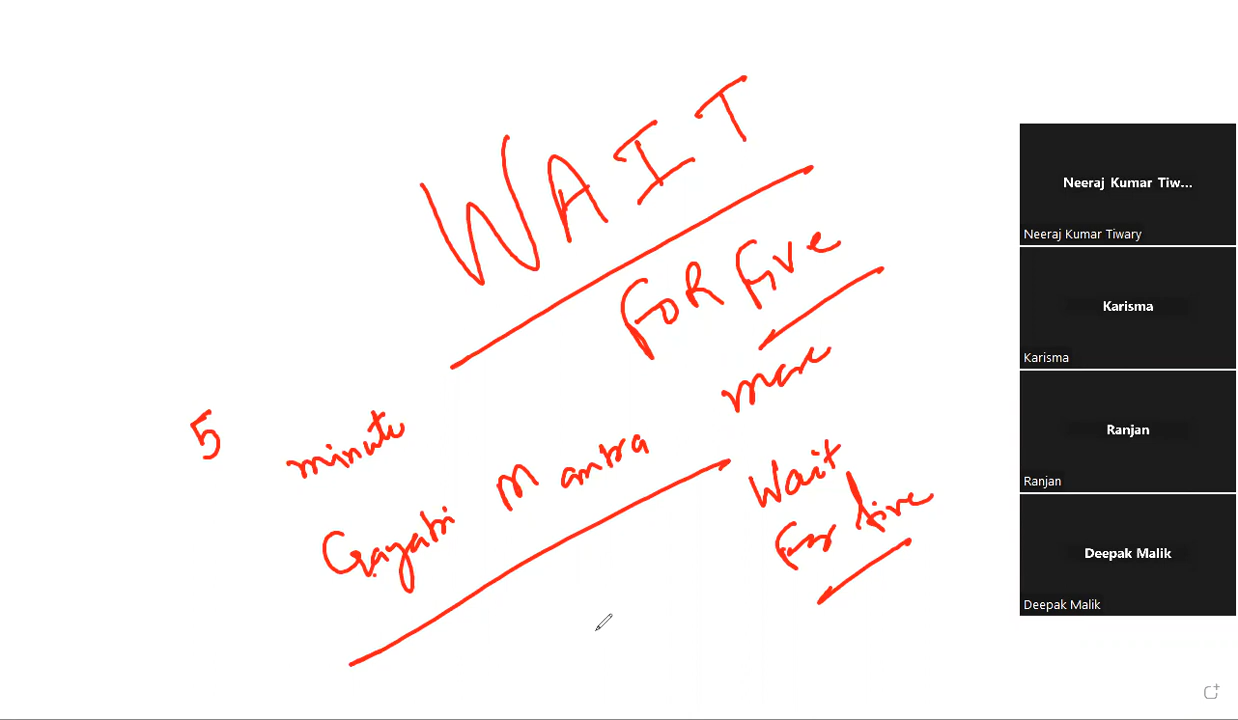 WAIT
FOR five
more
5 minute
Gayatri Mantra
Wait
For five
Neeraj Kumar Tiw...
Neeraj Kumar Tiwary
Karisma
Karisma
Ranjan
Ranjan
Deepak Malik
Deepak Malik